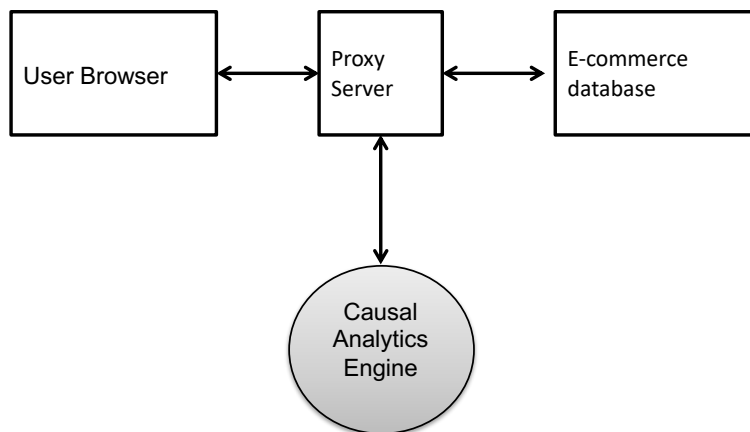 User Browser
Proxy
Server
E-commerce
database
Causal
Analytics
Engine